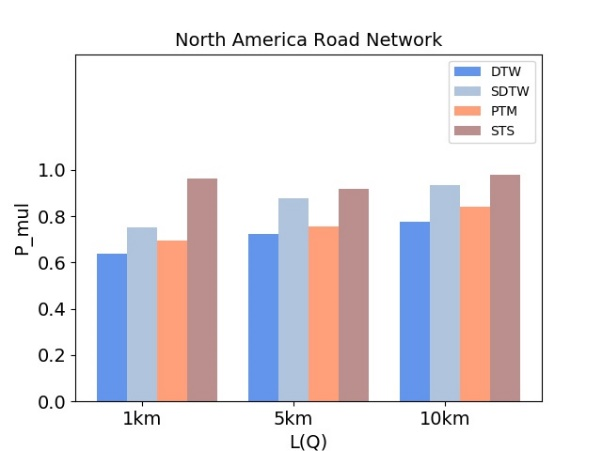 North America Road Network
DTW
SDTW
PTM
STS
P_mul
1.0
0.8
0.6
0.4
0.2
0.0
1km 5km 10km
L(Q)